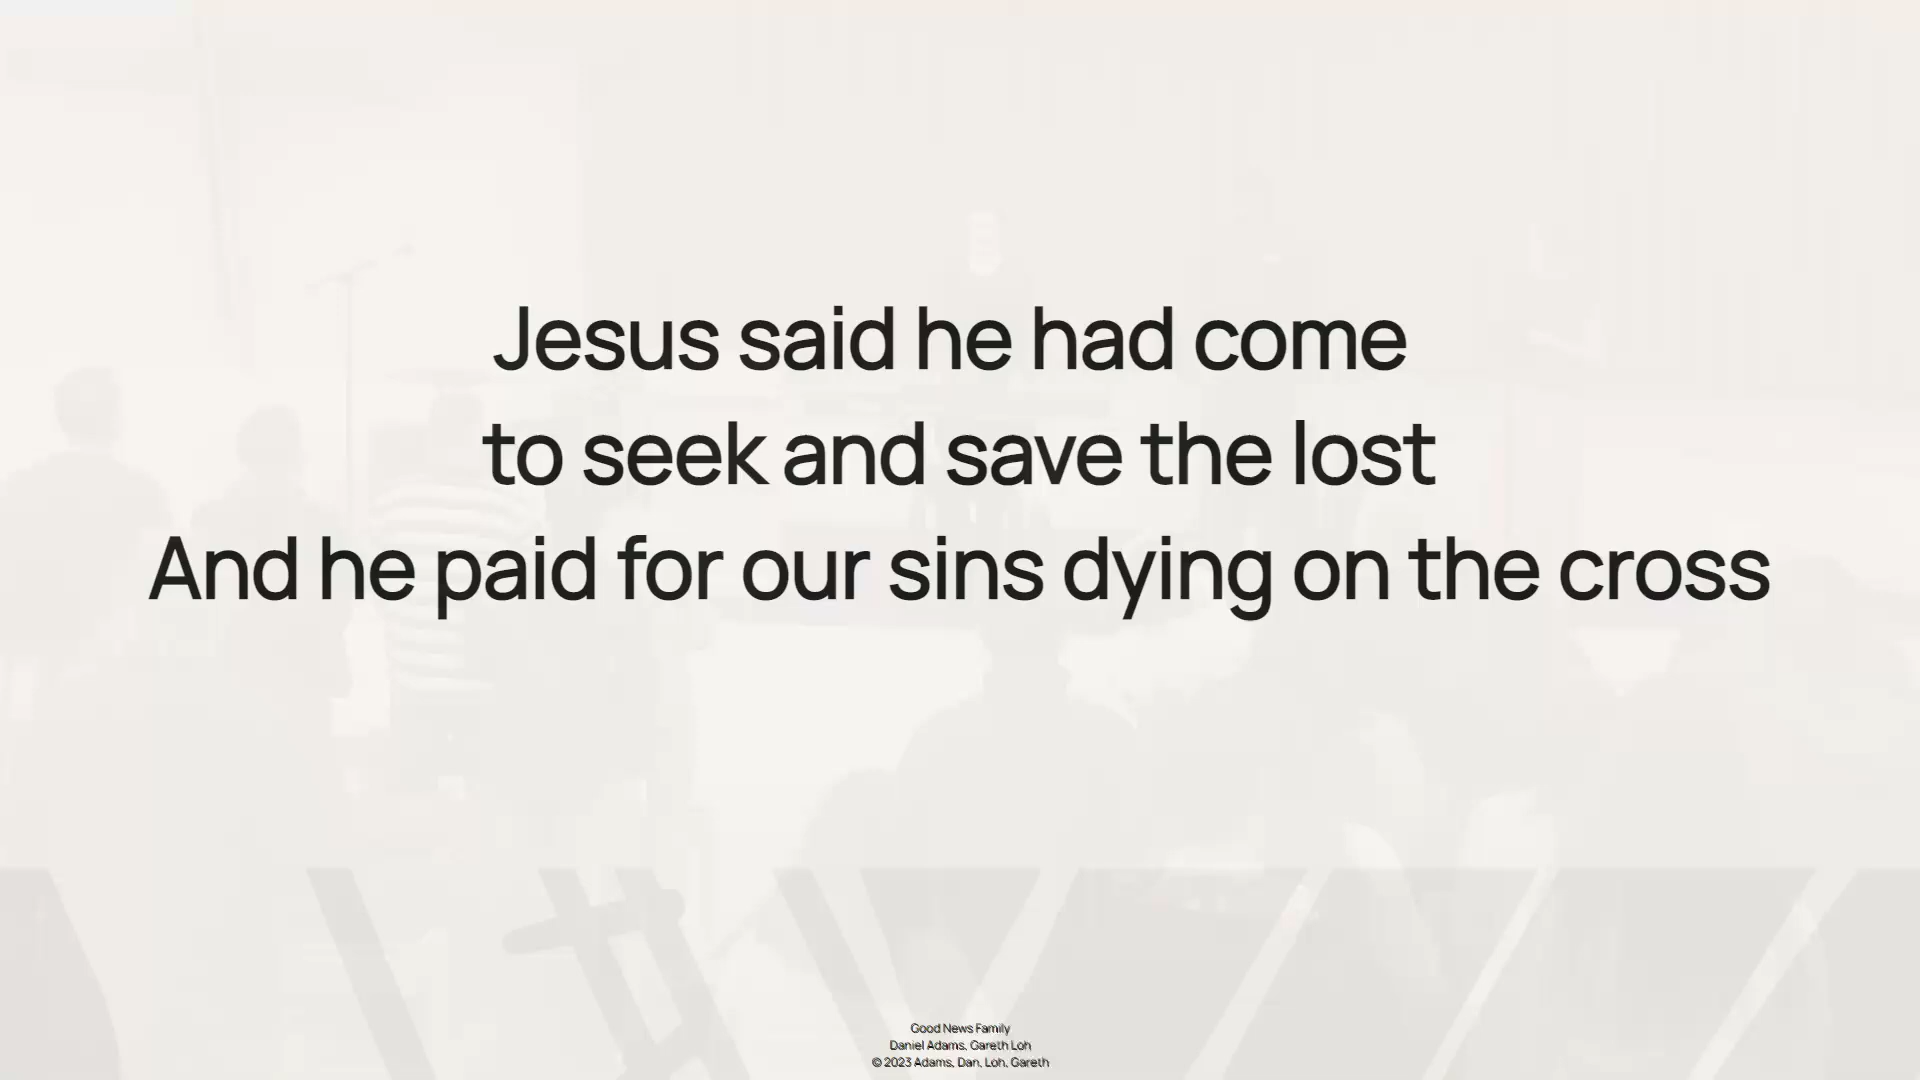 Jesus said he had come
to seek and save the lost
And he paid for our sins dying on the cross
Good News Family
Daniel Adams, Gareth Loh
© 2023 Adams, Dan, Loh, Gareth